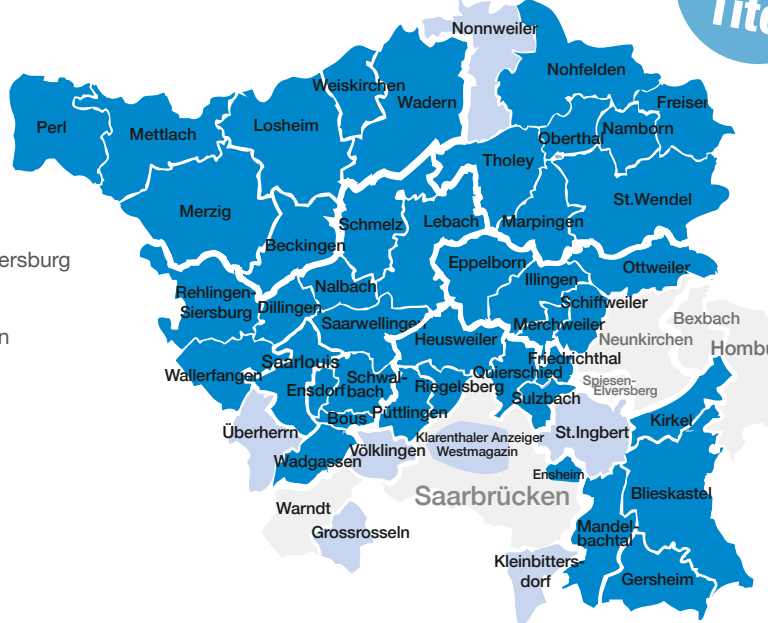 Tite
Nonnweiler
Nohfelden
Weiskirchen
Wadern
Freisen
Perl
Mettlach
Losheim
Oberthal
Namborn
Tholey
St.Wendel
Merzig
Schmelz
Lebach
Marpingen
Beckingen
ersburg
Eppelborn
Ottweiler
Illingen
Nalbach
Rehlingen-
Siersburg
Dillingen
Schiffweiler
Saarwellingen
Merchweiler
Bexbach
n
Heusweiler
Neunkirchen
Hombu
Friedrichthal
Saarlouis
Wallerfangen
Quierschied
Schwal-
bach
Ensdorf
Riegelsberg
Spiesen-
Elversberg
Sulzbach
Bous
Püttlingen
Kirkel
Überherrn
Klarenthaler Anzeiger
Westmagazin
St.Ingbert
Völklingen
Wadgassen
Ensheim
Saarbrücken
Blieskastel
Warndt
Grossrosseln
Mandel-
bachtal
Kleinbitters-
dorf
Gersheim